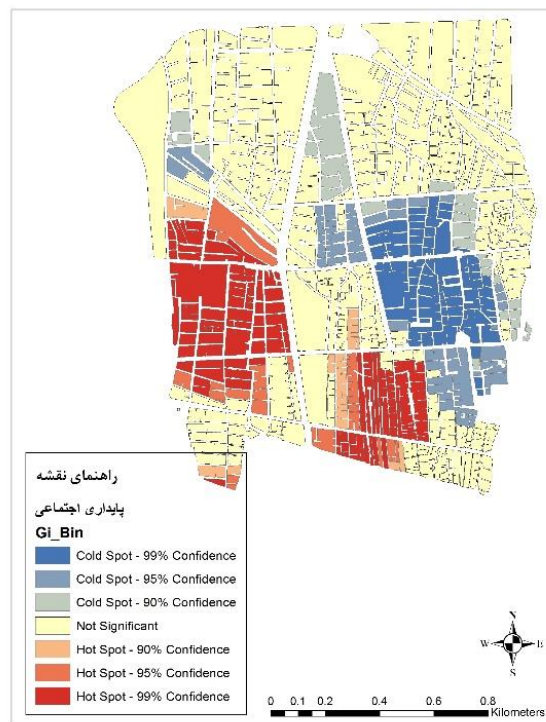 راهنمای نقشه
پایداری اجتماعی
Gi_Bin
Cold Spot - 99% Confidence
Cold Spot - 95% Confidence
Cold Spot - 90% Confidence
Not Significant
Hot Spot - 90% Confidence
Hot Spot - 95% Confidence
Hot Spot - 99% Confidence
N
W E
S
0 0.1 0.2 0.4 0.6 0.8
Kilometers